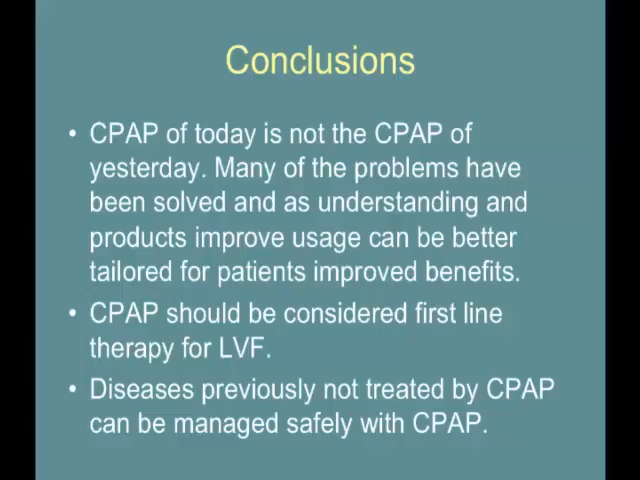 Conclusions
• CPAP of today is not the CPAP of
yesterday. Many of the problems have
been solved and as understanding and
products improve usage can be better
tailored for patients improved benefits.
• CPAP should be considered first line
therapy for LVF.
• Diseases previously not treated by CPAP
can be managed safely with CPAP.